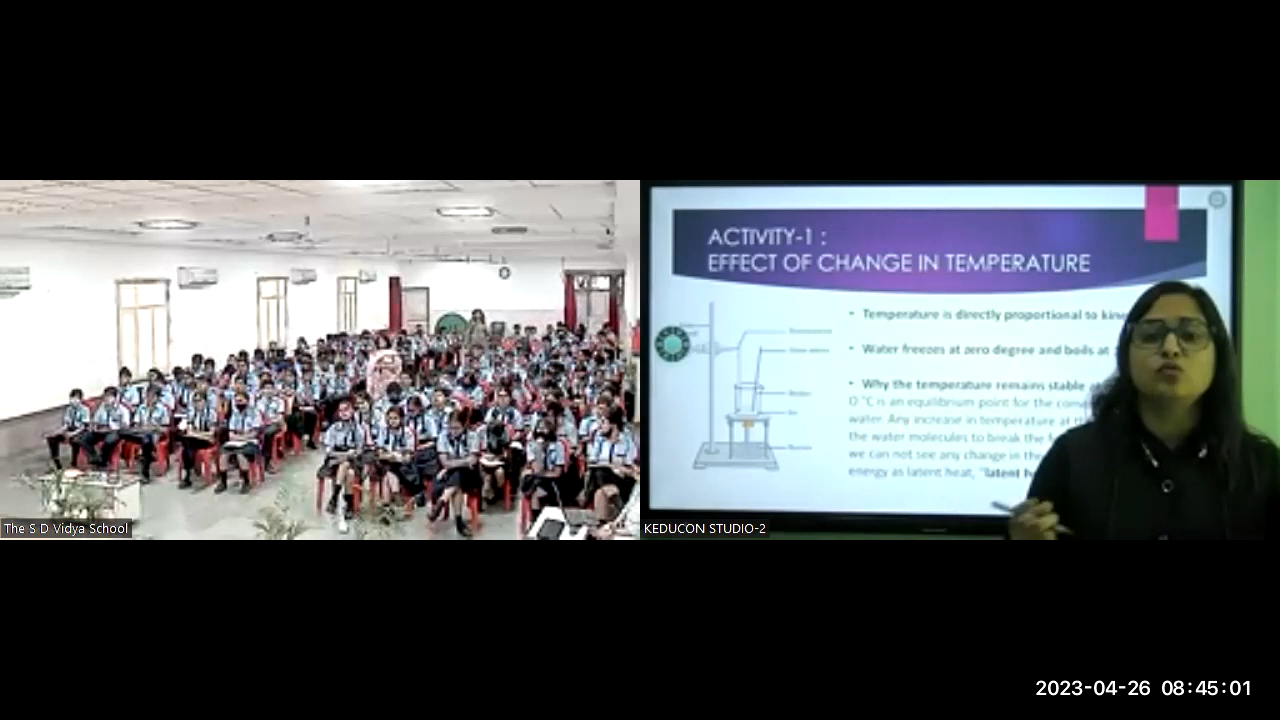 ACTIVITY-1 :
EFFECT OF CHANGE IN TEMPERATURE
• Temperature is directly proportional to kine
• Water freezes at zero degree and boils at
• Why the temperature remains stable
0 °C is an equilibrium point for the
water. Any increase in temperature at
the water molecules to break the
we can not see any change in the
energy as latent heat, "latent
The S D Vidya School
KEDUCON STUDIO-2
2023-04-26 08:45:01